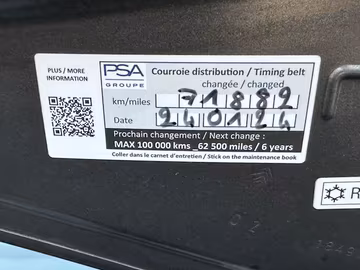 PLUS / MORE
INFORMATION
PSA
GROUPE
Courroie distribution / Timing belt
changée / changed
km/miles 71882
Date 240124
Prochain changement / Next change :
MAX 100 000 kms _62 500 miles / 6 years
Coller dans le carnet d'entretien / Stick on the maintenance book
R